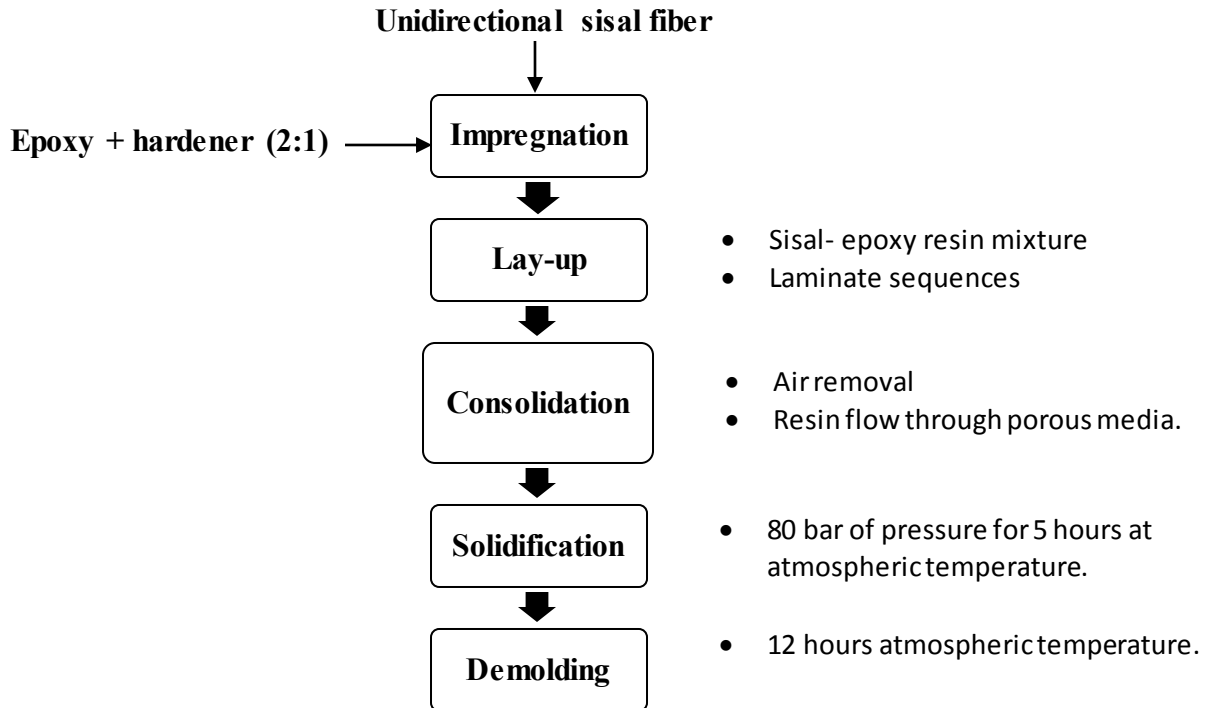 Unidirectional sisal fiber
Epoxy + hardener (2:1)
Impregnation
Lay-up
• Sisal- epoxy resin mixture
• Laminate sequences
Consolidation
• Air removal
• Resin flow through porous media.
Solidification
• 80 bar of pressure for 5 hours at
atmospheric temperature.
Demolding
• 12 hours atmospheric temperature.